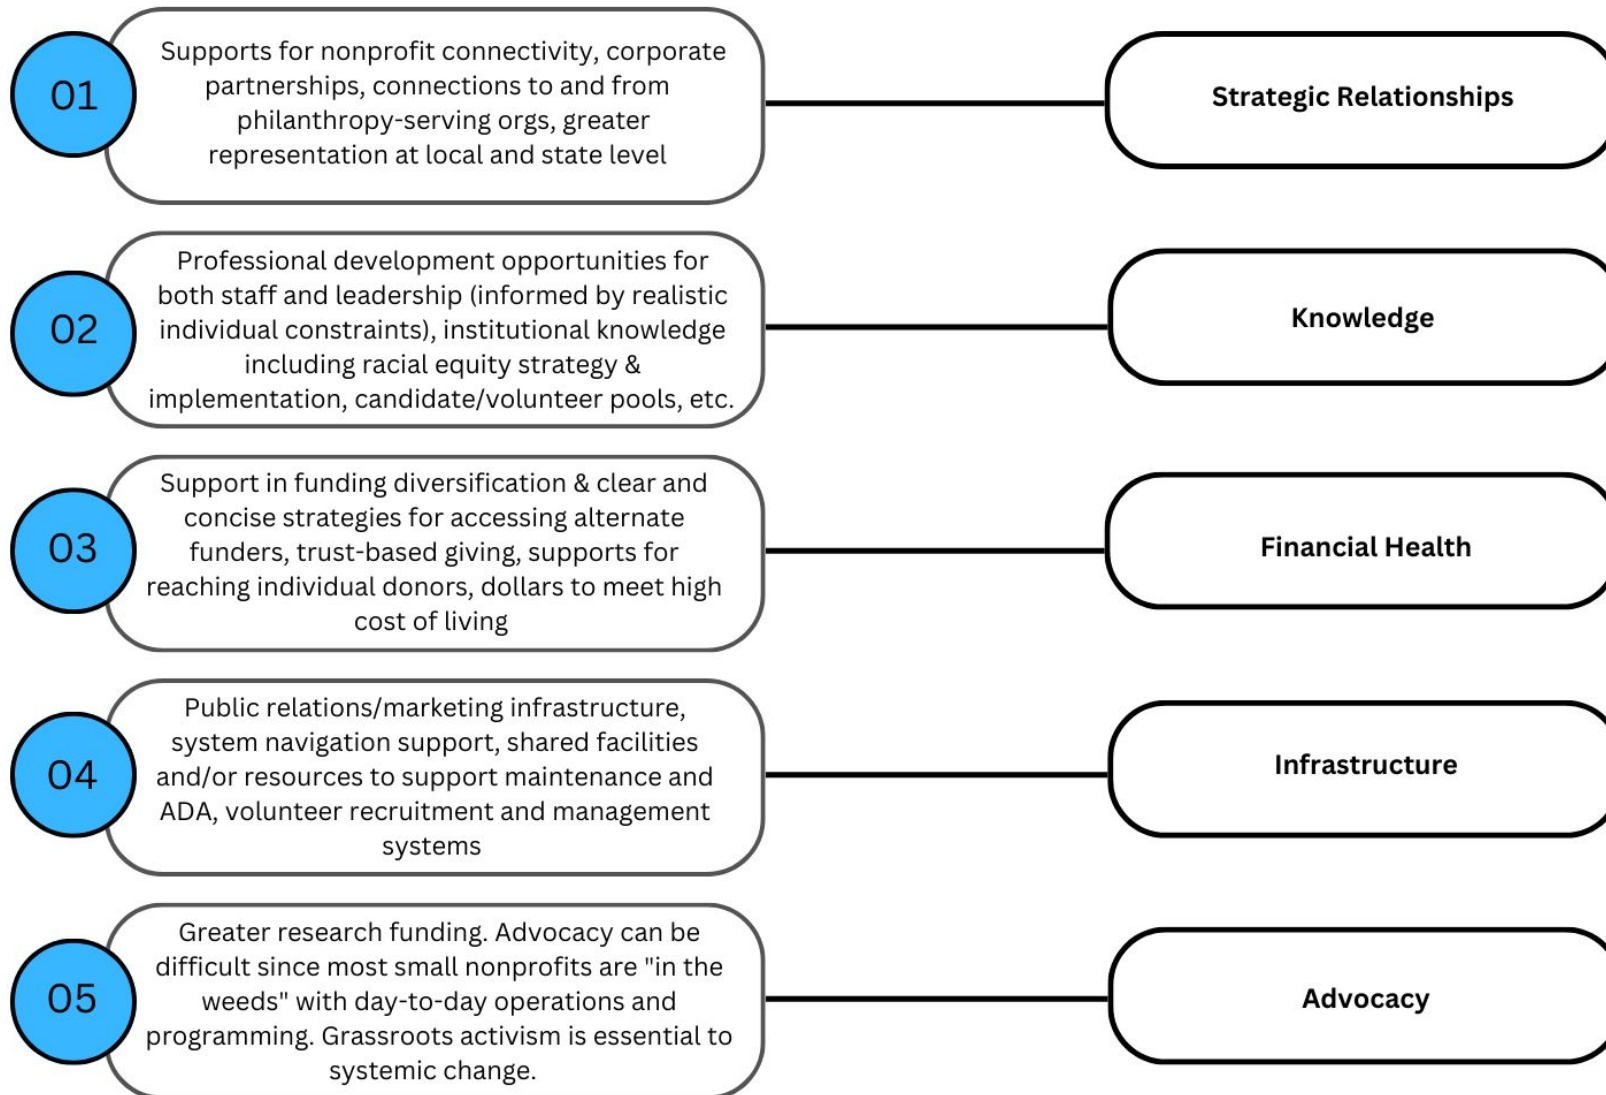 01
Supports for nonprofit connectivity, corporate
partnerships, connections to and from
philanthropy-serving orgs, greater
representation at local and state level
Strategic Relationships
02
Professional development opportunities for
both staff and leadership (informed by realistic
individual constraints), institutional knowledge
including racial equity strategy &
implementation, candidate/volunteer pools, etc.
Knowledge
03
Support in funding diversification & clear and
concise strategies for accessing alternate
funders, trust-based giving, supports for
reaching individual donors, dollars to meet high
cost of living
Financial Health
04
Public relations/marketing infrastructure,
system navigation support, shared facilities
and/or resources to support maintenance and
ADA, volunteer recruitment and management
systems
Infrastructure
05
Greater research funding. Advocacy can be
difficult since most small nonprofits are "in the
weeds" with day-to-day operations and
programming. Grassroots activism is essential to
systemic change.
Advocacy